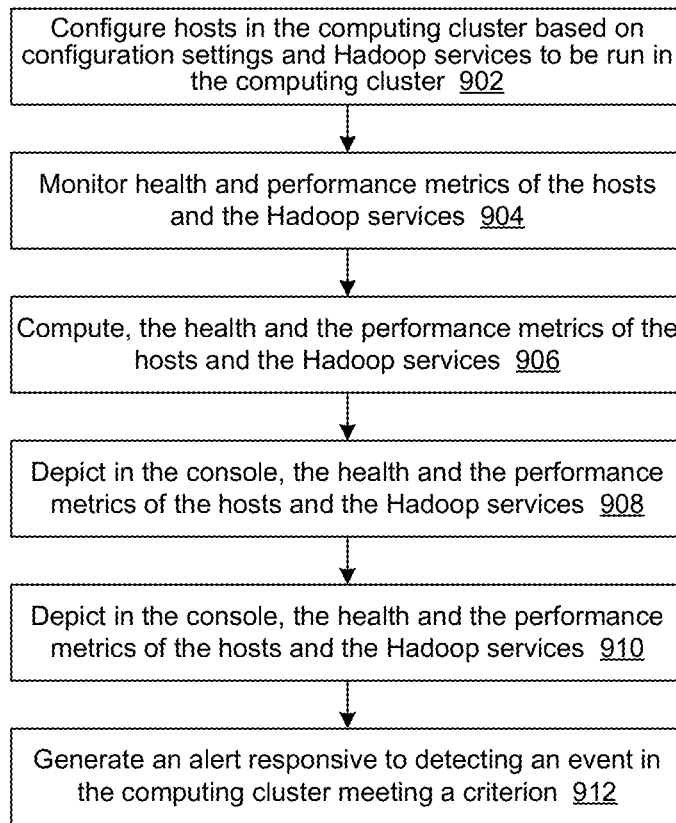 Configure hosts in the computing cluster based on
configuration settings and Hadoop services to be run in
the computing cluster 902
Monitor health and performance metrics of the hosts
and the Hadoop services 904
Compute, the health and the performance metrics of the
hosts and the Hadoop services 906
Depict in the console, the health and the performance
metrics of the hosts and the Hadoop services 908
Depict in the console, the health and the performance
metrics of the hosts and the Hadoop services 910
Generate an alert responsive to detecting an event in
the computing cluster meeting a criterion 912